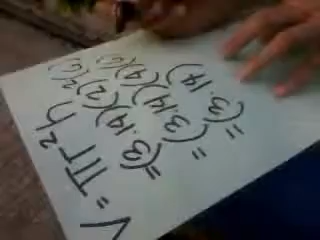 V = πr²h
=(3.14)(2)²(6)
=(3.14)(4)(6)
=(3.14)